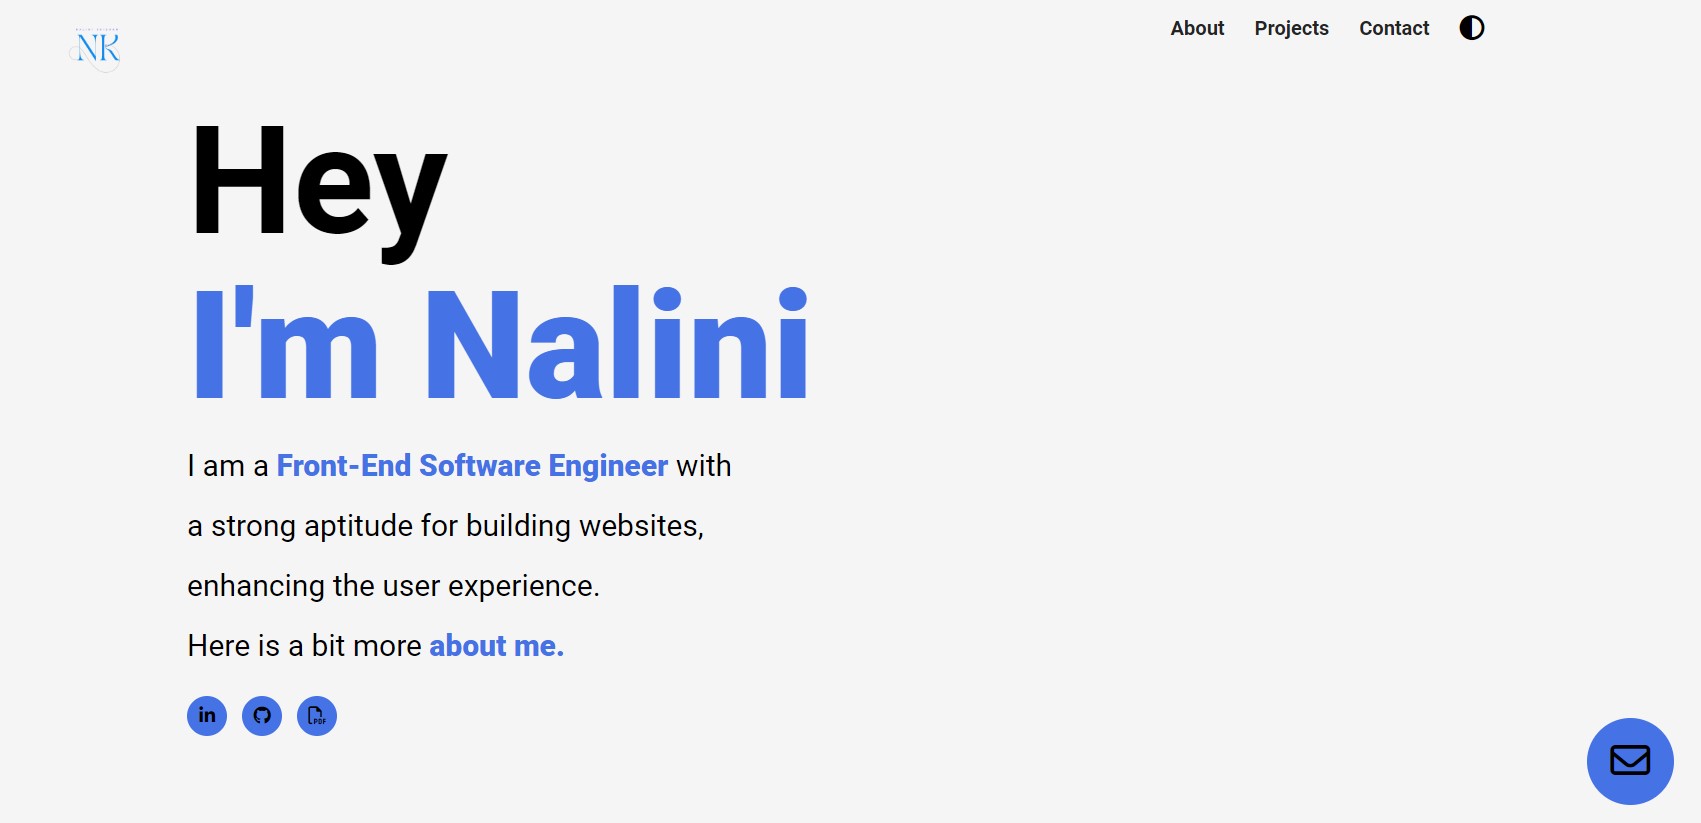 NK
About Projects Contact
Hey
I'm Nalini
I am a Front-End Software Engineer with
a strong aptitude for building websites,
enhancing the user experience.
Here is a bit more about me.
in
PDF